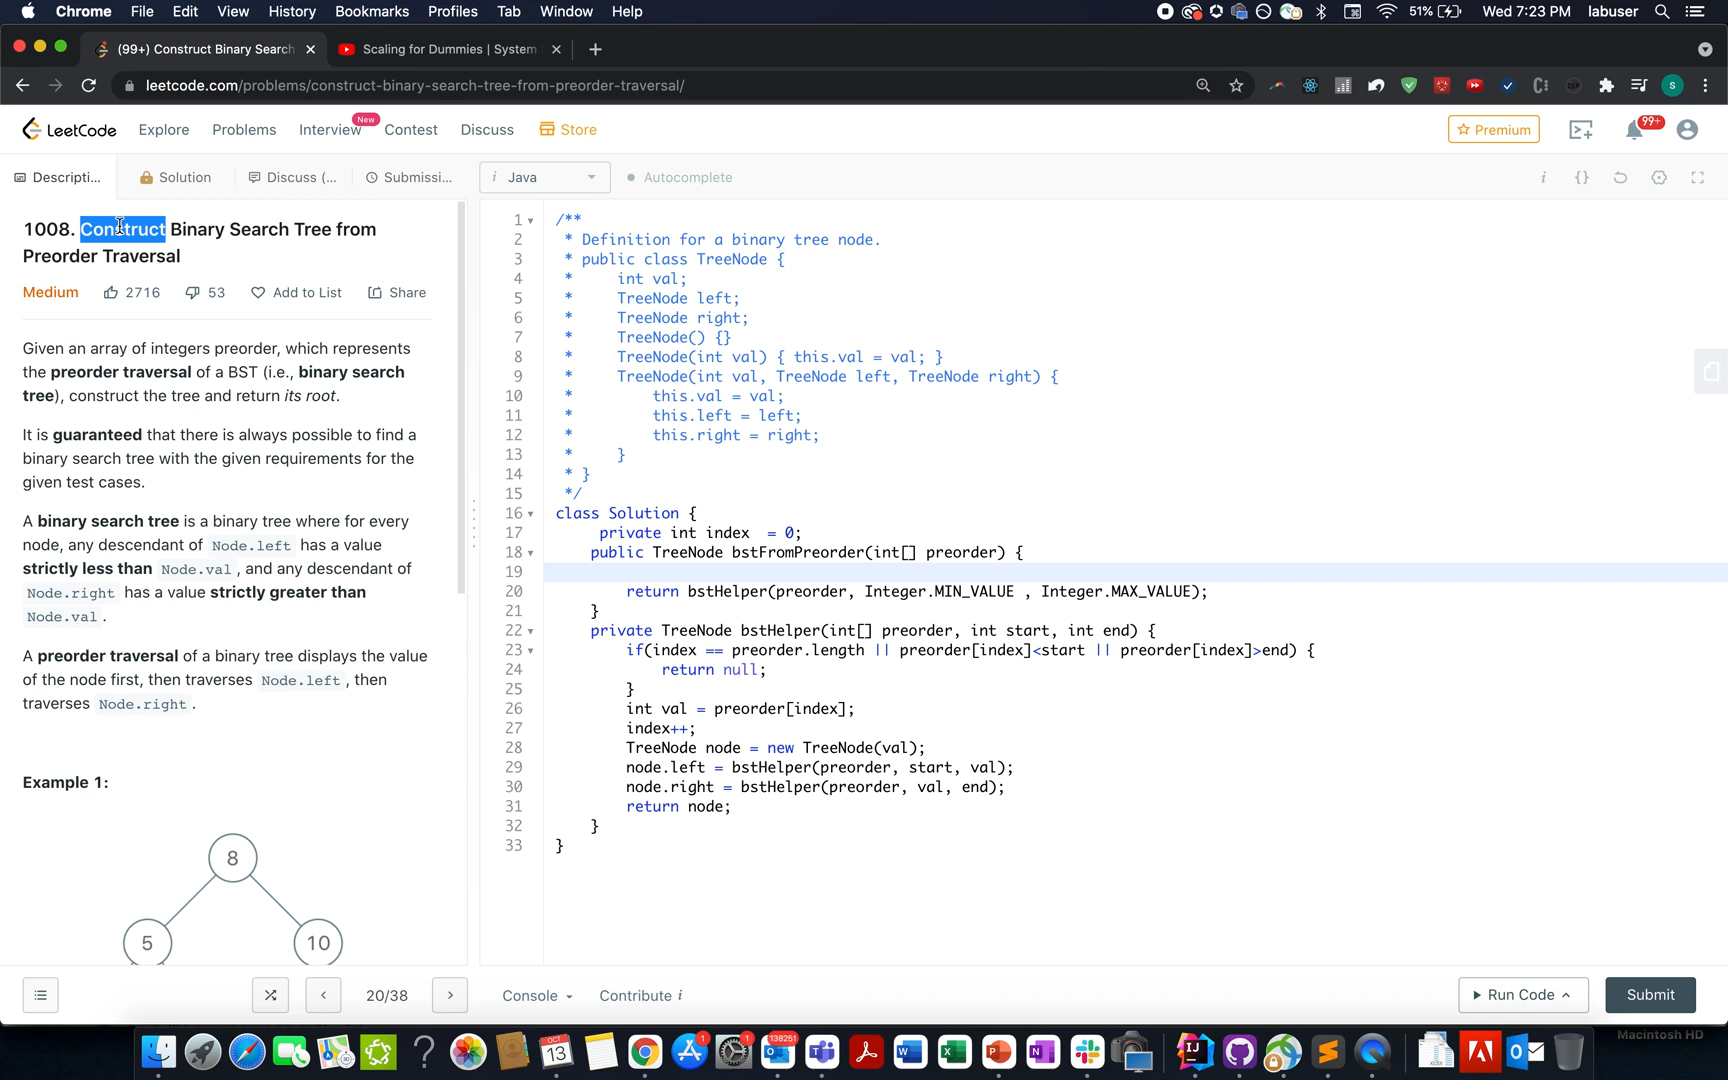 Chrome File Edit View History Bookmarks Profiles Tab Window Help 51% Wed 7:23 PM labuser
(99+) Construct Binary Search Scaling for Dummies | System
leetcode.com/problems/construct-binary-search-tree-from-preorder-traversal/
LeetCode Explore Problems Interview New Contest Discuss Store Premium 99+
Descripti... Solution Discuss (... Submissi... i Java Autocomplete
1008. Construct Binary Search Tree from
Preorder Traversal
Medium 2716 53 Add to List Share
Given an array of integers preorder, which represents
the preorder traversal of a BST (i.e., binary search
tree), construct the tree and return its root.
It is guaranteed that there is always possible to find a
binary search tree with the given requirements for the
given test cases.
A binary search tree is a binary tree where for every
node, any descendant of Node.left has a value
strictly less than Node.val, and any descendant of
Node.right has a value strictly greater than
Node.val.
A preorder traversal of a binary tree displays the value
of the node first, then traverses Node.left, then
traverses Node.right.
Example 1:
8
5 10
1 /**
2 * Definition for a binary tree node.
3 * public class TreeNode {
4 * int val;
5 * TreeNode left;
6 * TreeNode right;
7 * TreeNode() {}
8 * TreeNode(int val) { this.val = val; }
9 * TreeNode(int val, TreeNode left, TreeNode right) {
10 * this.val = val;
11 * this.left = left;
12 * this.right = right;
13 * }
14 * }
15 */
16 class Solution {
17 private int index = 0;
18 public TreeNode bstFromPreorder(int[] preorder) {
19
20 return bstHelper(preorder, Integer.MIN_VALUE , Integer.MAX_VALUE);
21 }
22 private TreeNode bstHelper(int[] preorder, int start, int end) {
23 if(index == preorder.length || preorder[index]<start || preorder[index]>end) {
24 return null;
25 }
26 int val = preorder[index];
27 index++;
28 TreeNode node = new TreeNode(val);
29 node.left = bstHelper(preorder, start, val);
30 node.right = bstHelper(preorder, val, end);
31 return node;
32 }
33 }
20/38 Console Contribute i Run Code Submit
Macintosh HD
OCT 13 1 1 138251